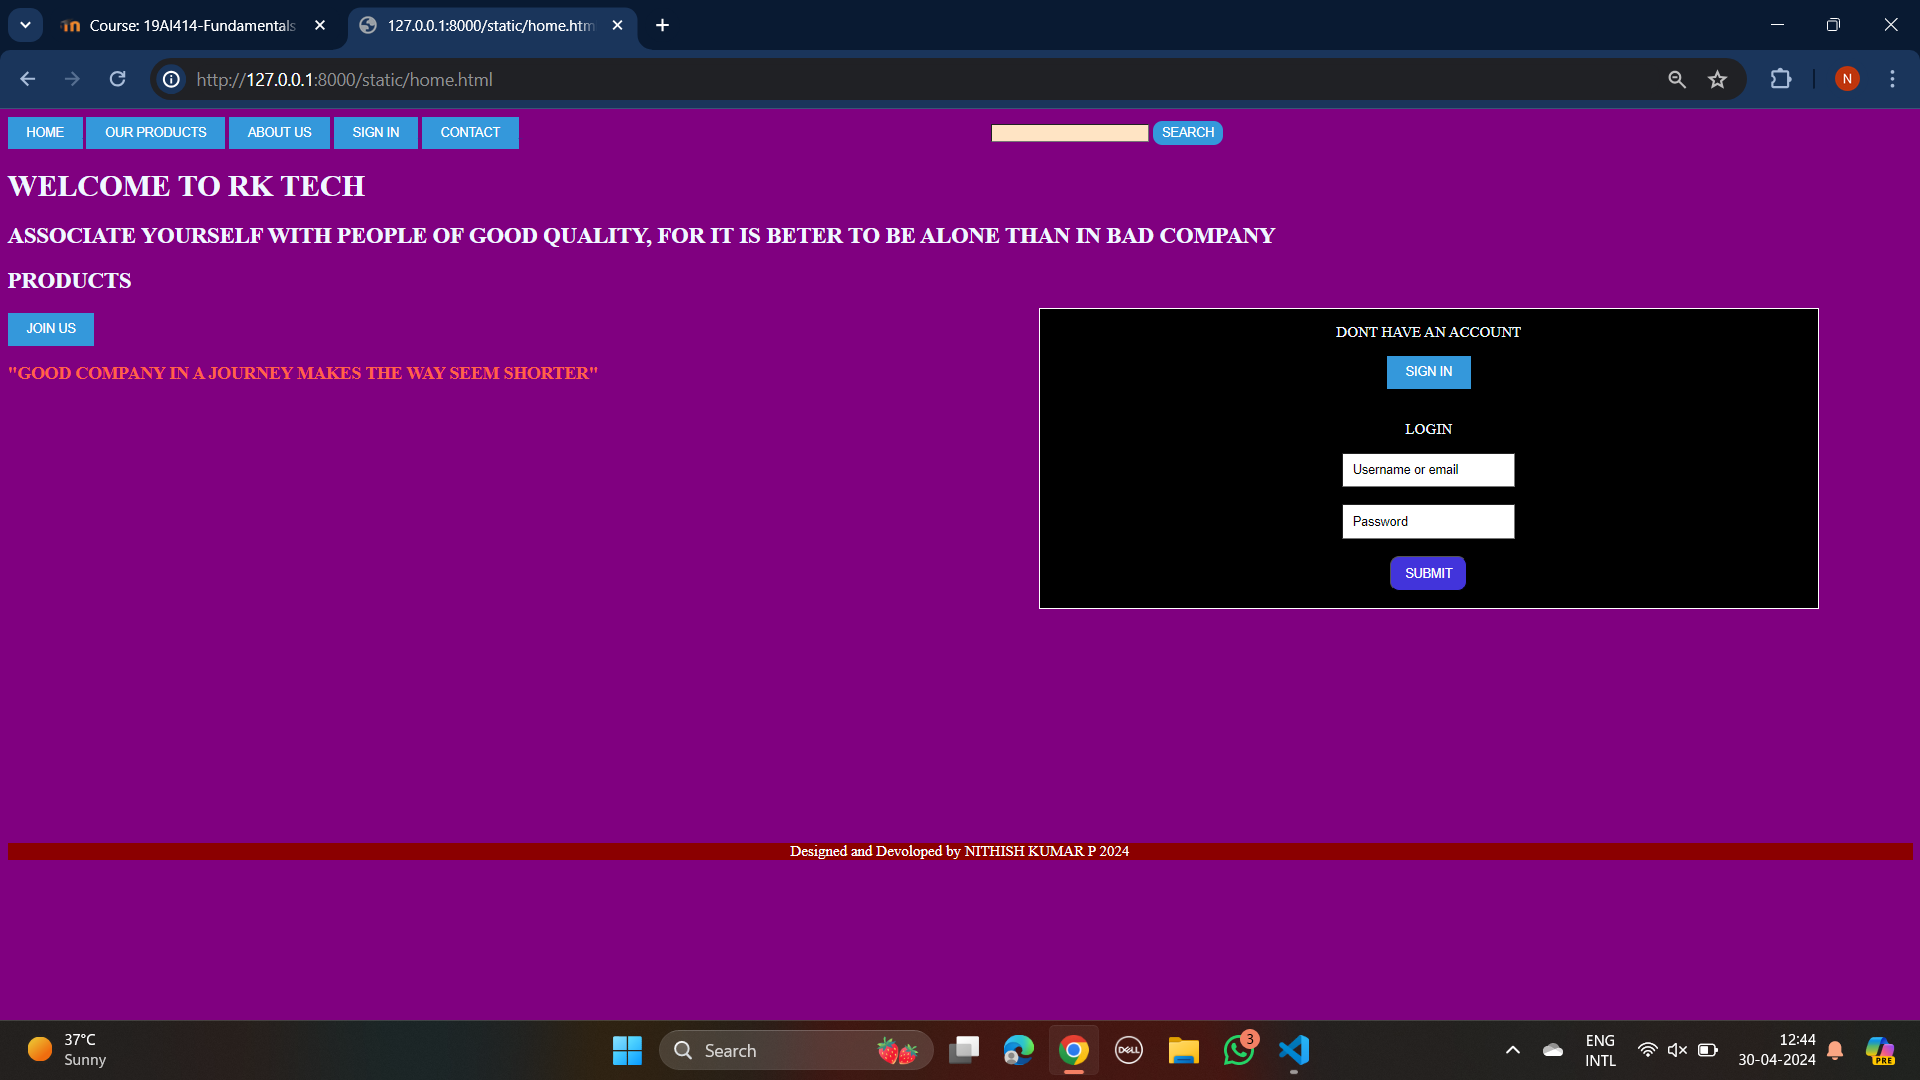 Course: 19AI414-Fundamentals
127.0.0.1:8000/static/home.htm
http://127.0.0.1:8000/static/home.html
N
HOME OUR PRODUCTS ABOUT US SIGN IN CONTACT SEARCH
WELCOME TO RK TECH
ASSOCIATE YOURSELF WITH PEOPLE OF GOOD QUALITY, FOR IT IS BETER TO BE ALONE THAN IN BAD COMPANY
PRODUCTS
JOIN US
"GOOD COMPANY IN A JOURNEY MAKES THE WAY SEEM SHORTER"
DONT HAVE AN ACCOUNT
SIGN IN
LOGIN
Username or email
Password
SUBMIT
Designed and Devoloped by NITHISH KUMAR P 2024
37°C
Sunny
Search
DELL
3
ENG
INTL
12:44
30-04-2024
PRE